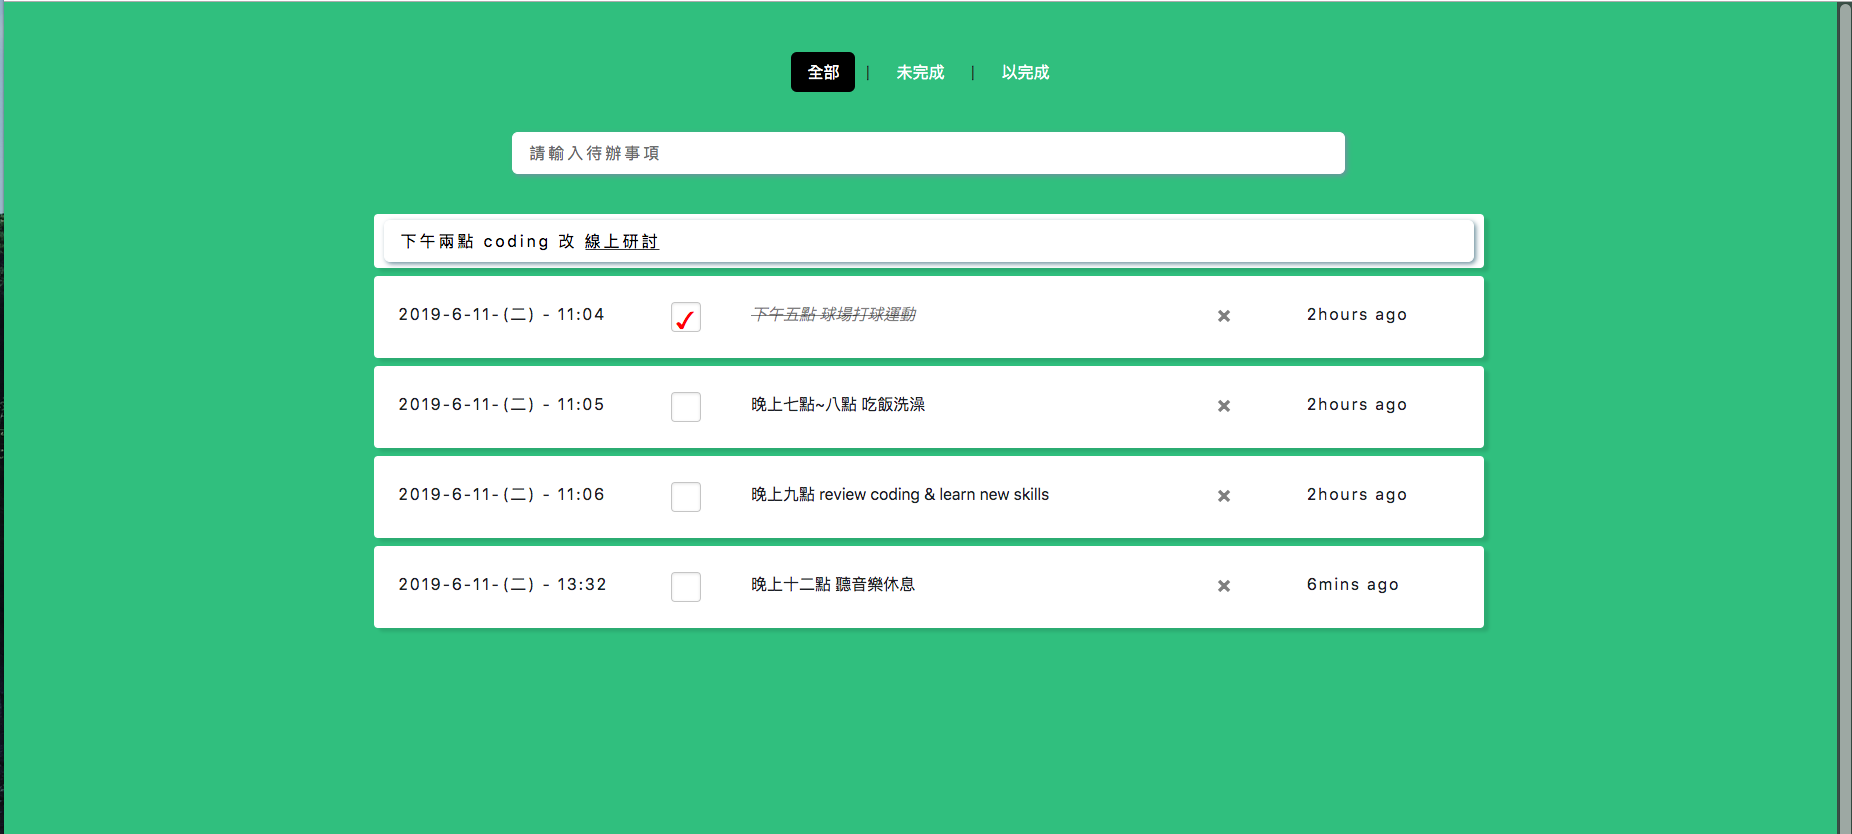 全部 | 未完成 | 以完成
請輸入待辦事項
下午兩點 coding 改 線上研討
2019-6-11-(二) - 11:04 下午五點 球場打球運動 2hours ago
2019-6-11-(二) - 11:05 晚上七點~八點 吃飯洗澡 2hours ago
2019-6-11-(二) - 11:06 晚上九點 review coding & learn new skills 2hours ago
2019-6-11-(二) - 13:32 晚上十二點 聽音樂休息 6mins ago